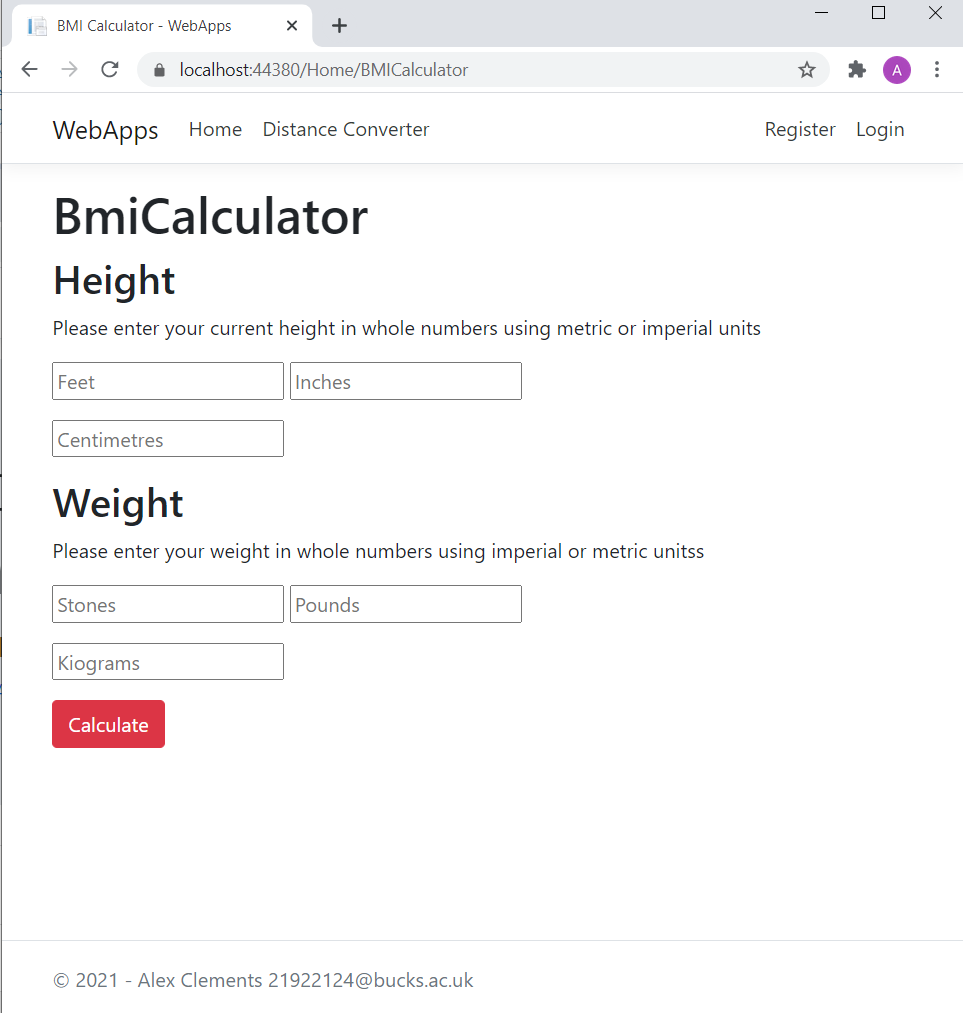 BMI Calculator - WebApps
localhost:44380/Home/BMICalculator
A
WebApps Home Distance Converter Register Login
BmiCalculator
Height
Please enter your current height in whole numbers using metric or imperial units
Feet Inches
Centimetres
Weight
Please enter your weight in whole numbers using imperial or metric unitss
Stones Pounds
Kiograms
Calculate
© 2021 - Alex Clements 21922124@bucks.ac.uk